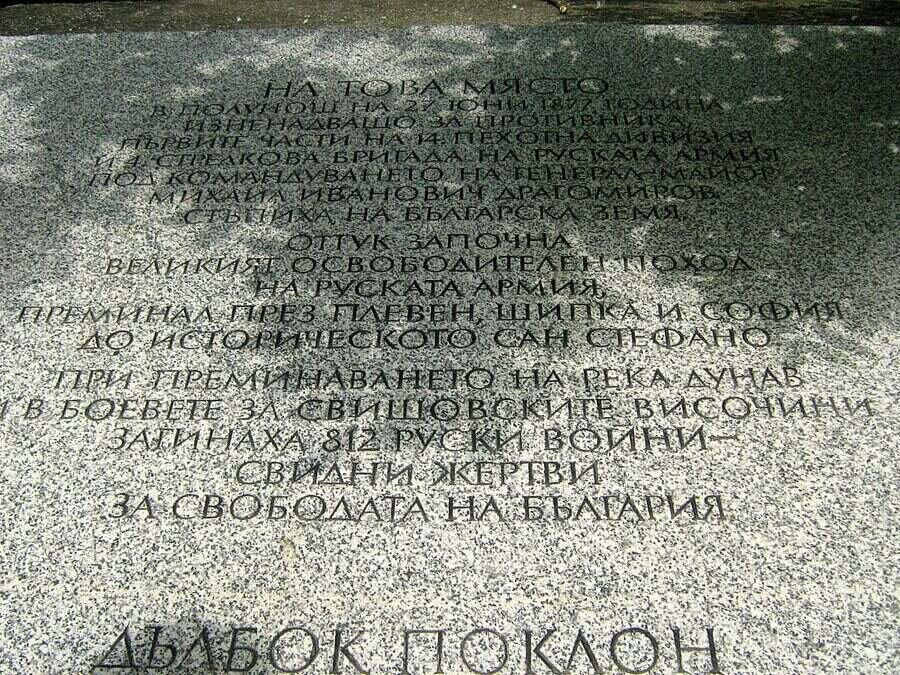 НА ТОВА МЯСТО
В ПОЛУНОЩ НА 27 ЮНИ 1877 ГОДИНА
ИЗНЕНАДВАЩО ЗА ПРОТИВНИКА,
ПЪРВИТЕ ЧАСТИ НА 14. ПЕХОТНА ДИВИЗИЯ
И 4. СТРЕЛКОВА БРИГАДА НА РУСКАТА АРМИЯ
ПОД КОМАНДУВАНЕТО НА ГЕНЕРАЛ-МАЙОР
МИХАИЛ ИВАНОВИЧ ДРАГОМИРОВ
СТЪПИХА НА БЪЛГАРСКА ЗЕМЯ.
ОТТУК ЗАПОЧНА
ВЕЛИКИЯТ ОСВОБОДИТЕЛЕН ПОХОД
НА РУСКАТА АРМИЯ,
ПРЕМИНАЛ ПРЕЗ ПЛЕВЕН, ШИПКА И СОФИЯ
ДО ИСТОРИЧЕСКОТО САН СТЕФАНО
ПРИ ПРЕМИНАВАНЕТО НА РЕКА ДУНАВ
И В БОЕВЕТЕ ЗА СВИЩОВСКИТЕ ВИСОЧИНИ
ЗАГИНАХА 812 РУСКИ ВОИНИ–
СВИДНИ ЖЕРТВИ
ЗА СВОБОДАТА НА БЪЛГАРИЯ
ДЪЛБОК ПОКЛОН